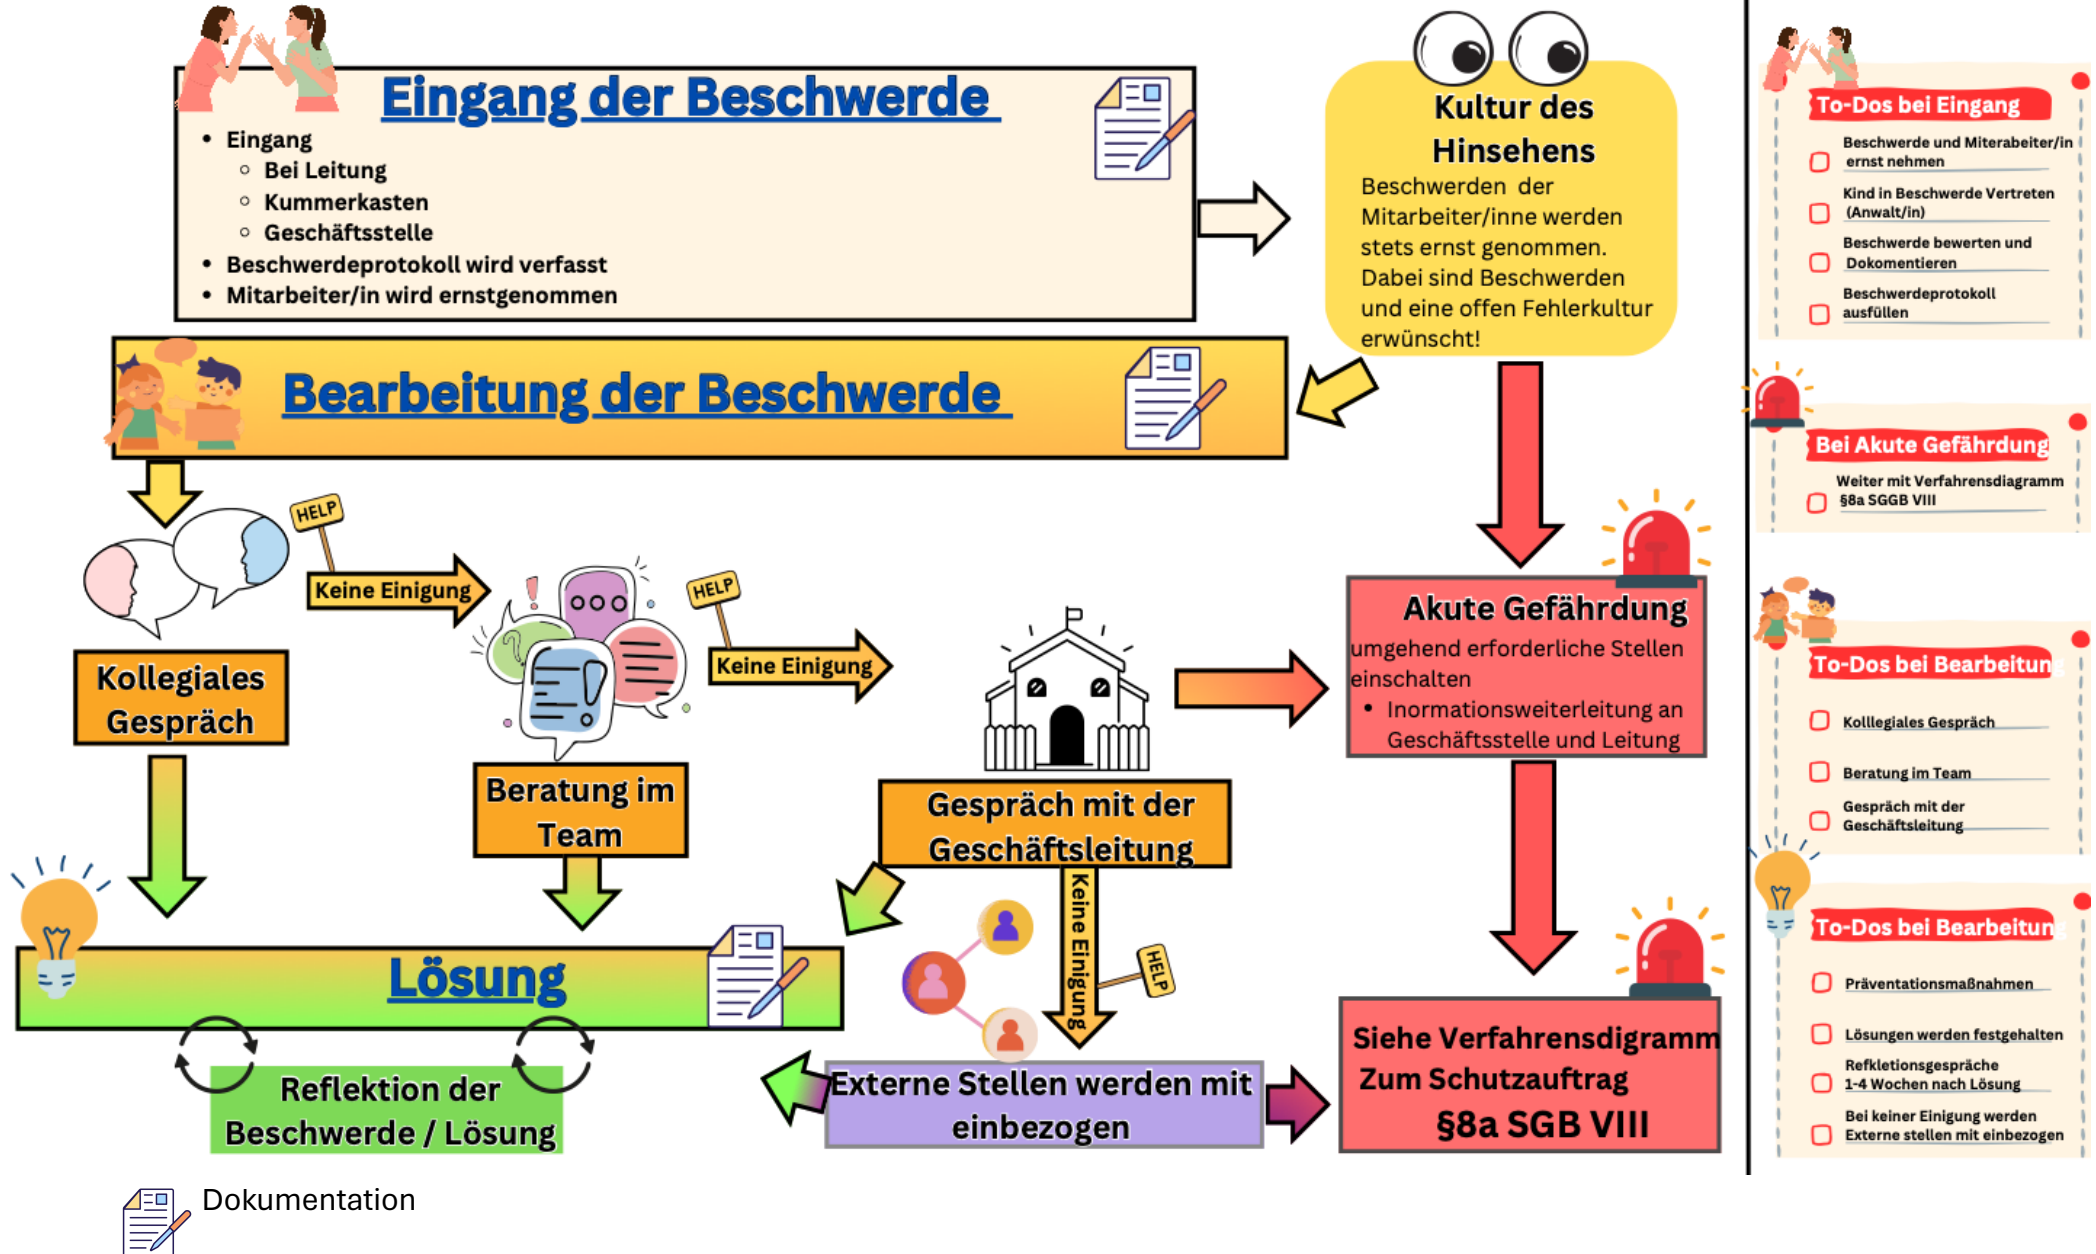 Eingang der Beschwerde
• Eingang
◦ Bei Leitung
◦ Kummerkasten
◦ Geschäftsstelle
• Beschwerdeprotokoll wird verfasst
• Mitarbeiter/in wird ernstgenommen
Kultur des
Hinsehens
Beschwerden der
Mitarbeiter/inne werden
stets ernst genommen.
Dabei sind Beschwerden
und eine offen Fehlerkultur
erwünscht!
Bearbeitung der Beschwerde
HELP
Keine Einigung
HELP
Keine Einigung
Kollegiales
Gespräch
Beratung im
Team
Gespräch mit der
Geschäftsleitung
Akute Gefährdung
umgehend erforderliche Stellen
einschalten
• Inormationsweiterleitung an
Geschäftsstelle und Leitung
Keine Einigung
HELP
Lösung
Reflektion der
Beschwerde / Lösung
Externe Stellen werden mit
einbezogen
Siehe Verfahrensdigramm
Zum Schutzauftrag
§8a SGB VIII
Dokumentation
To-Dos bei Eingang
Beschwerde und Miterabeiter/in
ernst nehmen
Kind in Beschwerde Vertreten
(Anwalt/in)
Beschwerde bewerten und
Dokomentieren
Beschwerdeprotokoll
ausfüllen
Bei Akute Gefährdung
Weiter mit Verfahrensdiagramm
§8a SGGB VIII
To-Dos bei Bearbeitung
Kolllegiales Gespräch
Beratung im Team
Gespräch mit der
Geschäftsleitung
To-Dos bei Bearbeitung
Präventationsmaßnahmen
Lösungen werden festgehalten
Refkletionsgespräche
1-4 Wochen nach Lösung
Bei keiner Einigung werden
Externe stellen mit einbezogen